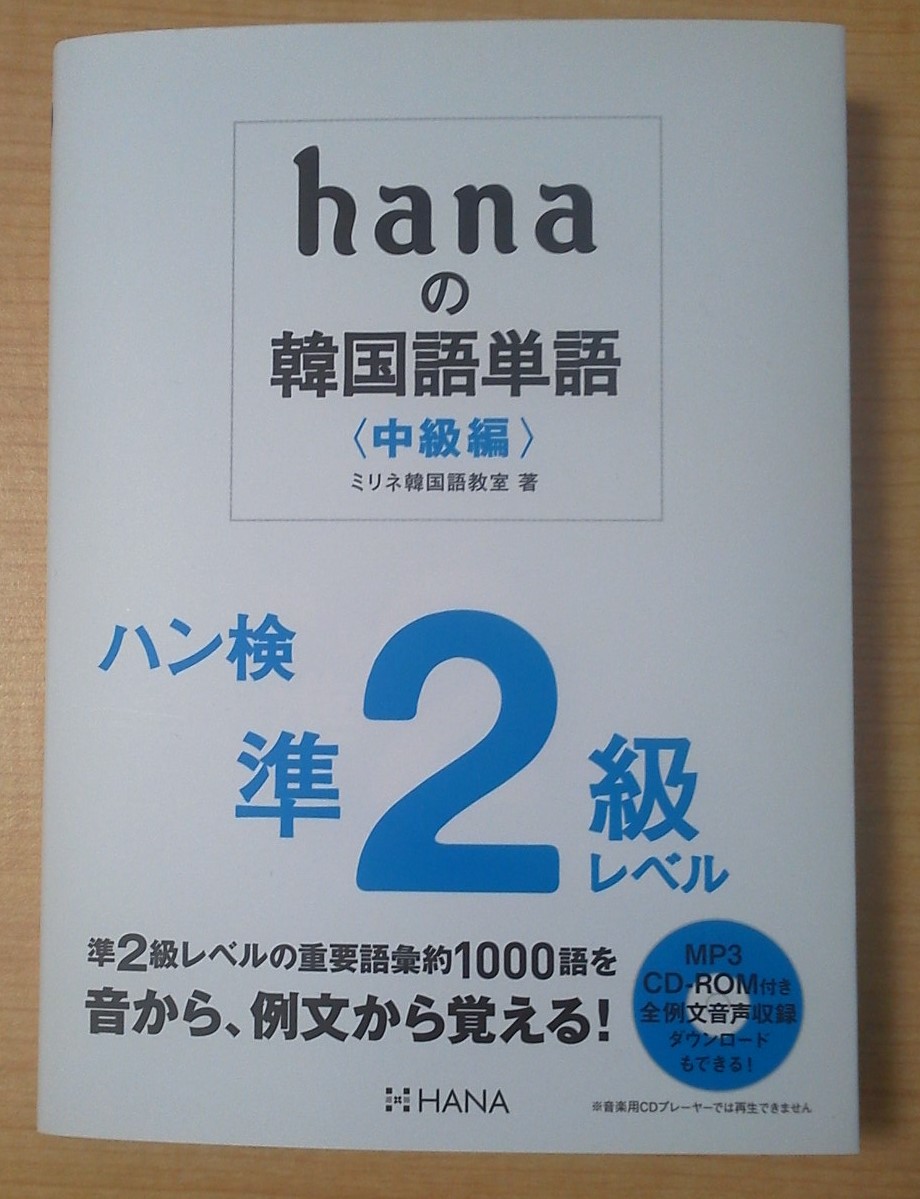 hana
の
韓国語単語
〈中級編〉
ミリネ韓国語教室 著
ハン検
準2級
レベル
準2級レベルの重要語彙約1000語を
音から、例文から覚える!
MP3
CD-ROM付き
全例文音声収録
ダウンロード
もできる!
HANA
※音楽用CDプレーヤーでは再生できません